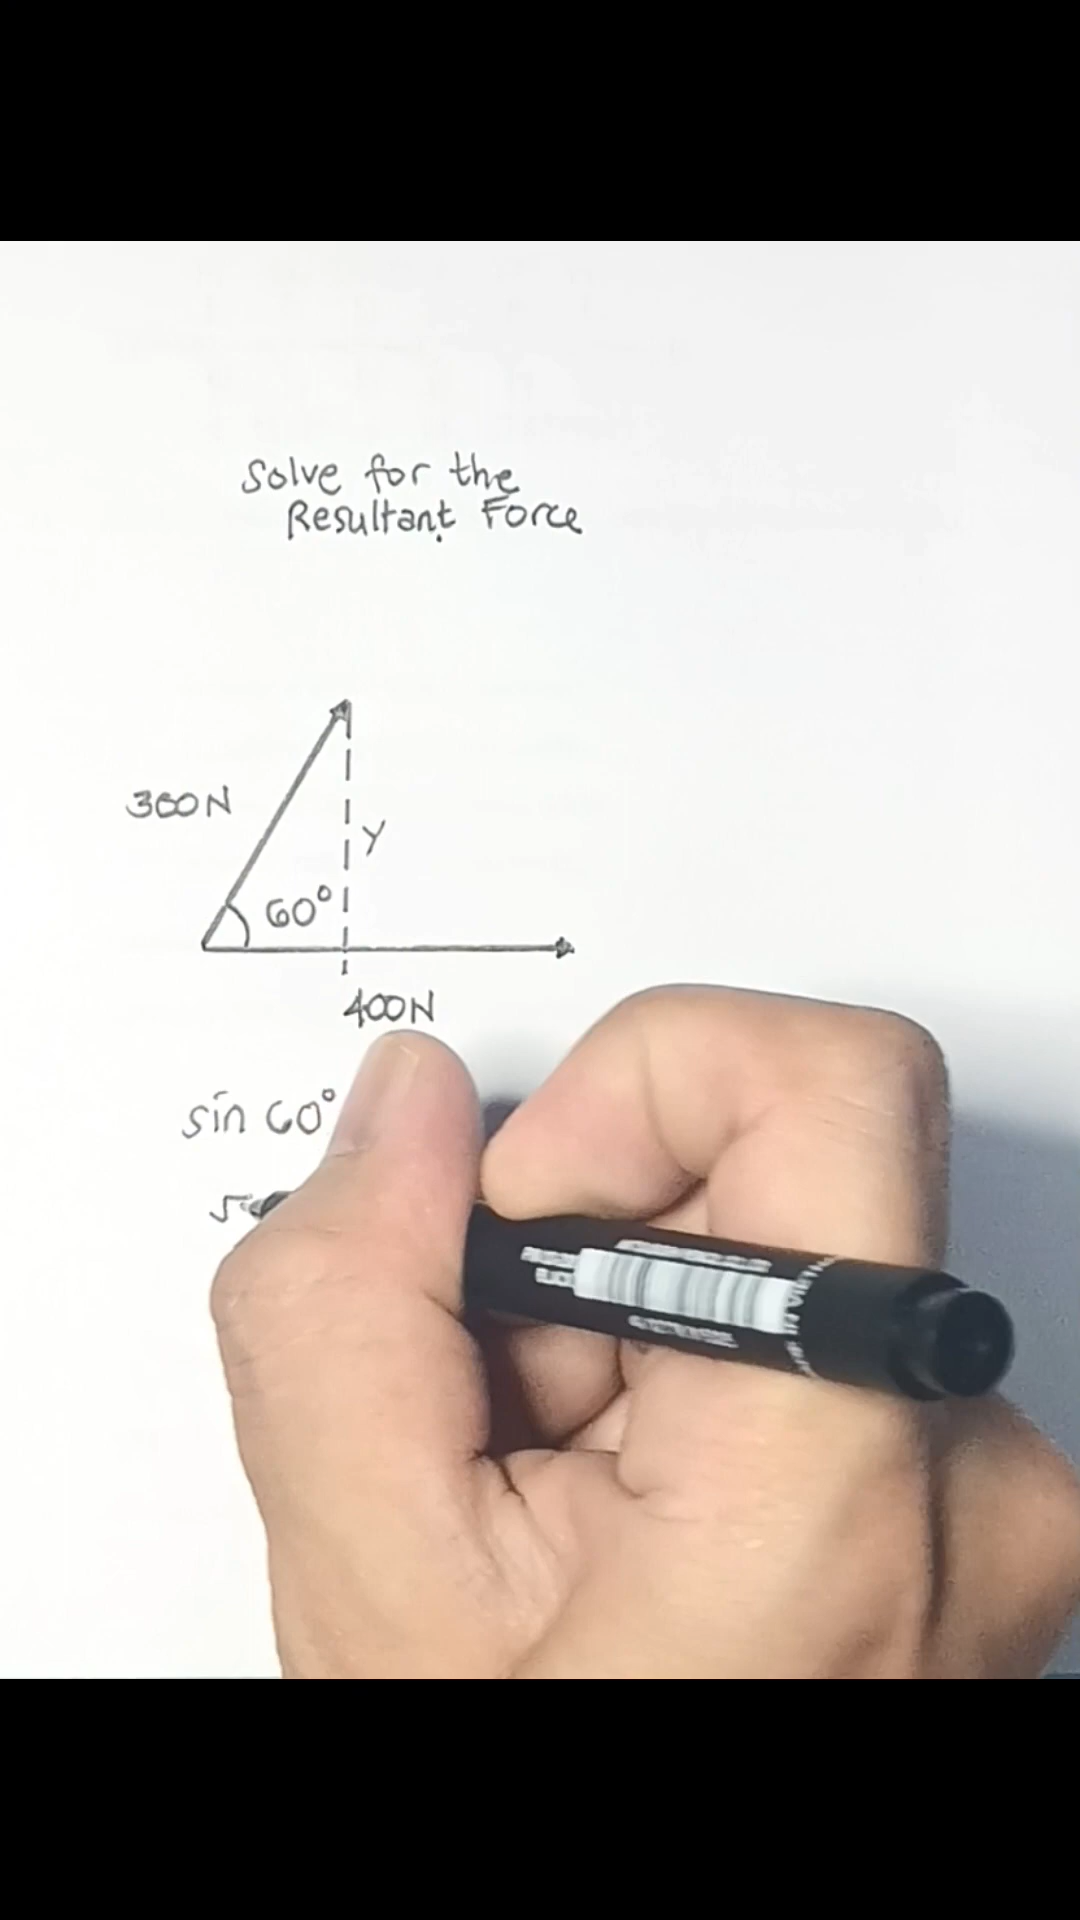 Solve for the
Resultant Force
300N
Y
60°
400N
sin 60°